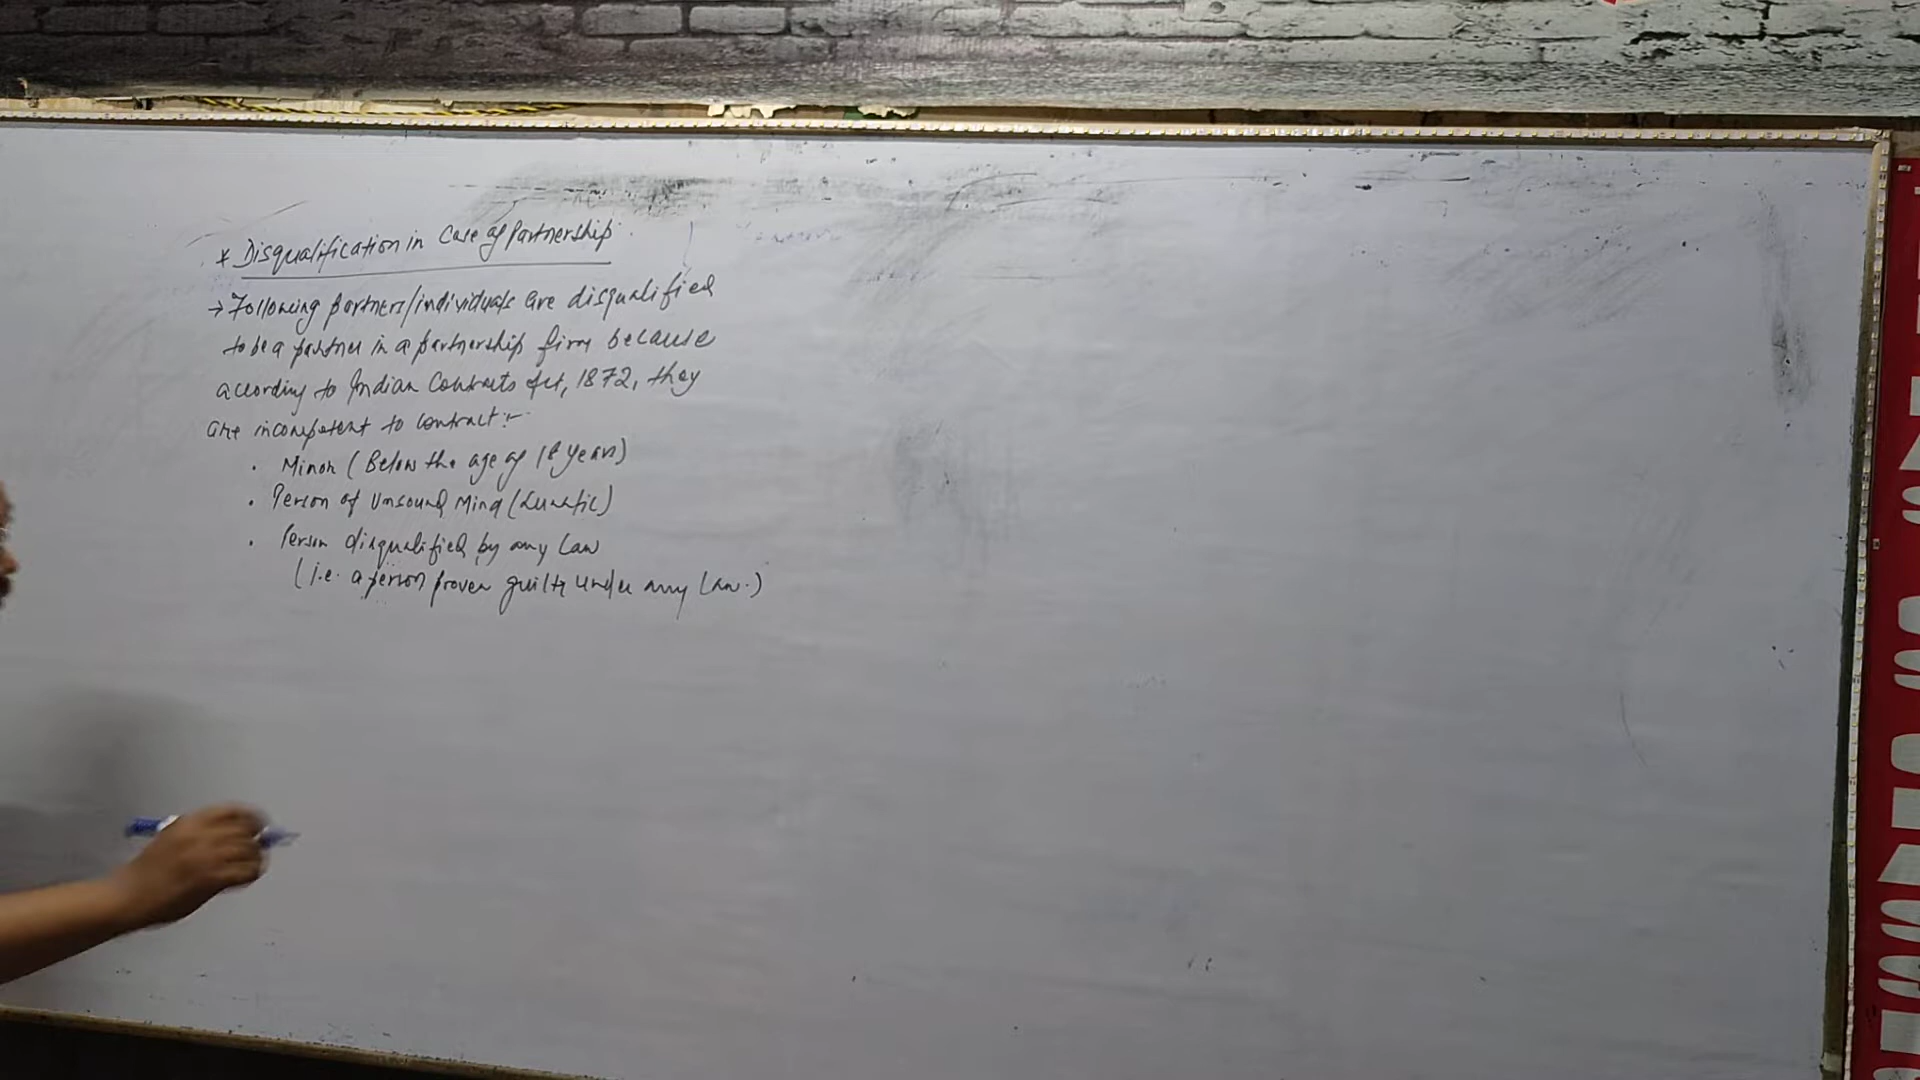 * Disqualification in Case of Partnership
→ Following partners/individuals are disqualified
to be a partner in a partnership firm because
according to Indian Contracts Act, 1872, they
are incompetent to contract:-
• Minor (Below the age of 18 years)
• Person of Unsound Mind (Lunatic)
• Person disqualified by any Law
(i.e. a person proven guilty under any Law.)